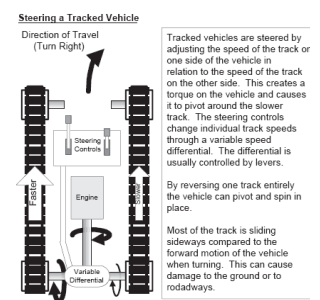 Steering a Tracked Vehicle
Direction of Travel
(Turn Right)
Steering
Controls
Faster
Engine
Slower
Variable
Differential
Tracked vehicles are steered by
adjusting the speed of the track on
one side of the vehicle in
relation to the speed of the track
on the other side. This creates a
torque on the vehicle and causes
it to pivot around the slower
track. The steering controls
change individual track speeds
through a variable speed
differential. The differential is
usually controlled by levers.
By reversing one track entirely
the vehicle can pivot and spin in
place.
Most of the track is sliding
sideways compared to the
forward motion of the vehicle
when turning. This can cause
damage to the ground or to
rodadways.